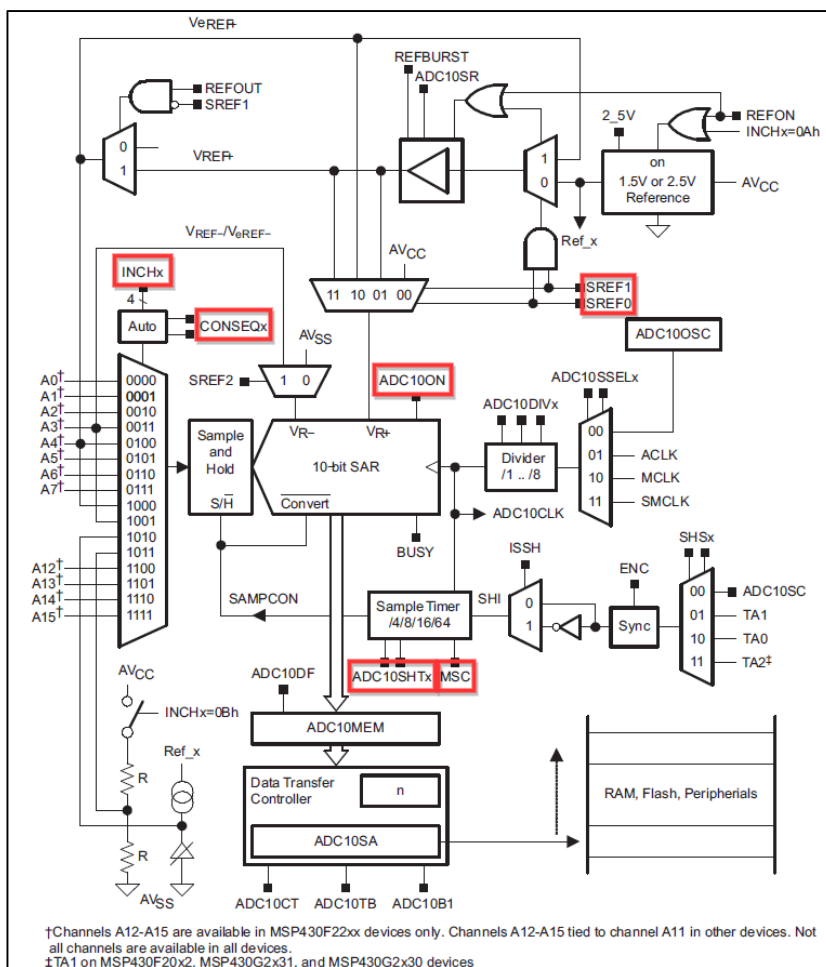 VeREF+
REFBURST
ADC10SR
REFOUT
SREF1
2_5V
REFON
INCHx=0Ah
0
1
VREF+
1
0
on
1.5V or 2.5V
Reference
AVCC
Ref_x
VREF–/VeREF–
AVCC
INCHx
4
Auto
CONSEQx
11 10 01 00
SREF1
SREF0
ADC10OSC
AVSS
SREF2
1 0
ADC10ON
ADC10SSELx
ADC10DIVx
A0† 0000
A1† 0001
A2† 0010
A3† 0011
A4† 0100
A5† 0101
A6† 0110
A7† 0111
1000
1001
1010
1011
A12† 1100
A13† 1101
A14† 1110
A15† 1111
Sample
and
Hold
S/H
VR–
VR+
10-bit SAR
Convert
Divider
/1 .. /8
00
01 ACLK
10 MCLK
11 SMCLK
ADC10CLK
BUSY
ISSH
ENC
SHSx
SAMPCON
Sample Timer
/4/8/16/64
SHI
0
1
Sync
00 ADC10SC
01 TA1
10 TA0
11 TA2‡
ADC10SHTx
MSC
AVCC
INCHx=0Bh
ADC10DF
ADC10MEM
Ref_x
R
R
AVSS
Data Transfer
Controller
n
ADC10SA
RAM, Flash, Peripherials
ADC10CT
ADC10TB
ADC10B1
†Channels A12-A15 are available in MSP430F22xx devices only. Channels A12-A15 tied to channel A11 in other devices. Not
all channels are available in all devices.
‡TA1 on MSP430F20x2, MSP430G2x31, and MSP430G2x30 devices